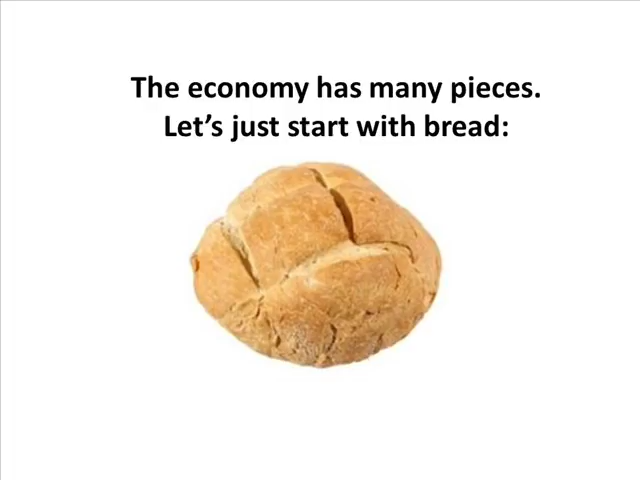 The economy has many pieces.
Let’s just start with bread: